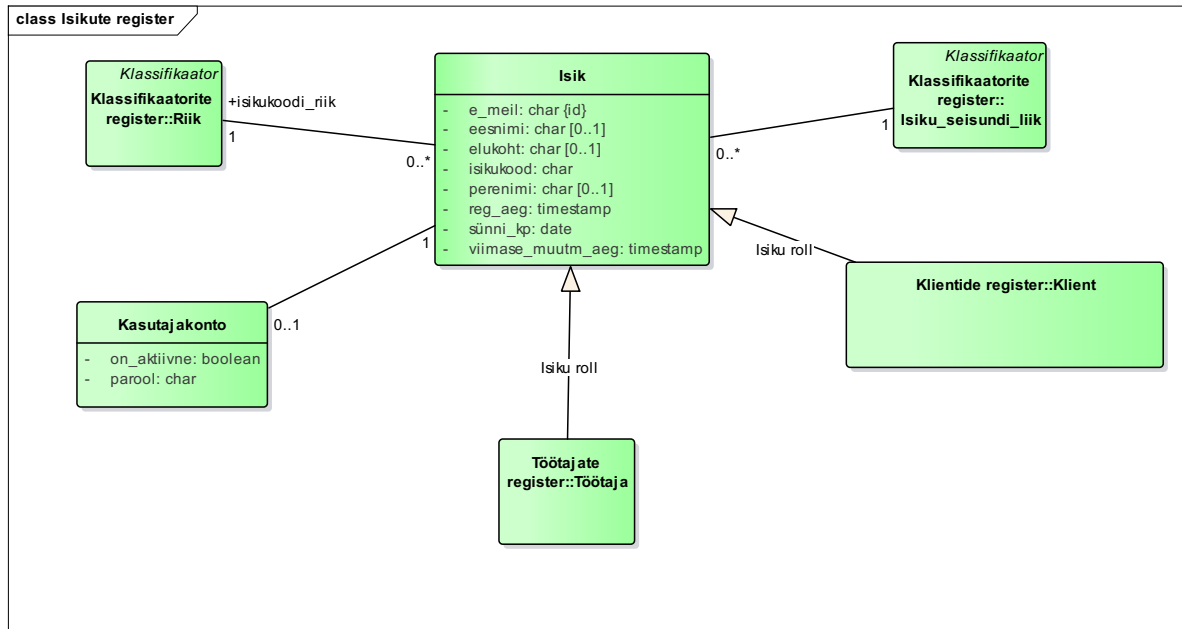 class Isikute register
Klassifikaator
Klassifikaatorite
register::Riik
+isikukoodi_riik
1
0..*
Isik
- e_meil: char {id}
- eesnimi: char [0..1]
- elukoht: char [0..1]
- isikukood: char
- perenimi: char [0..1]
- reg_aeg: timestamp
- sünni_kp: date
- viimase_muutm_aeg: timestamp
Klassifikaator
Klassifikaatorite
register::
Isiku_seisundi_liik
1
0..*
1
0..1
Kasutajakonto
- on_aktiivne: boolean
- parool: char
Isiku roll
Klientide register::Klient
Isiku roll
Töötajate
register::Töötaja